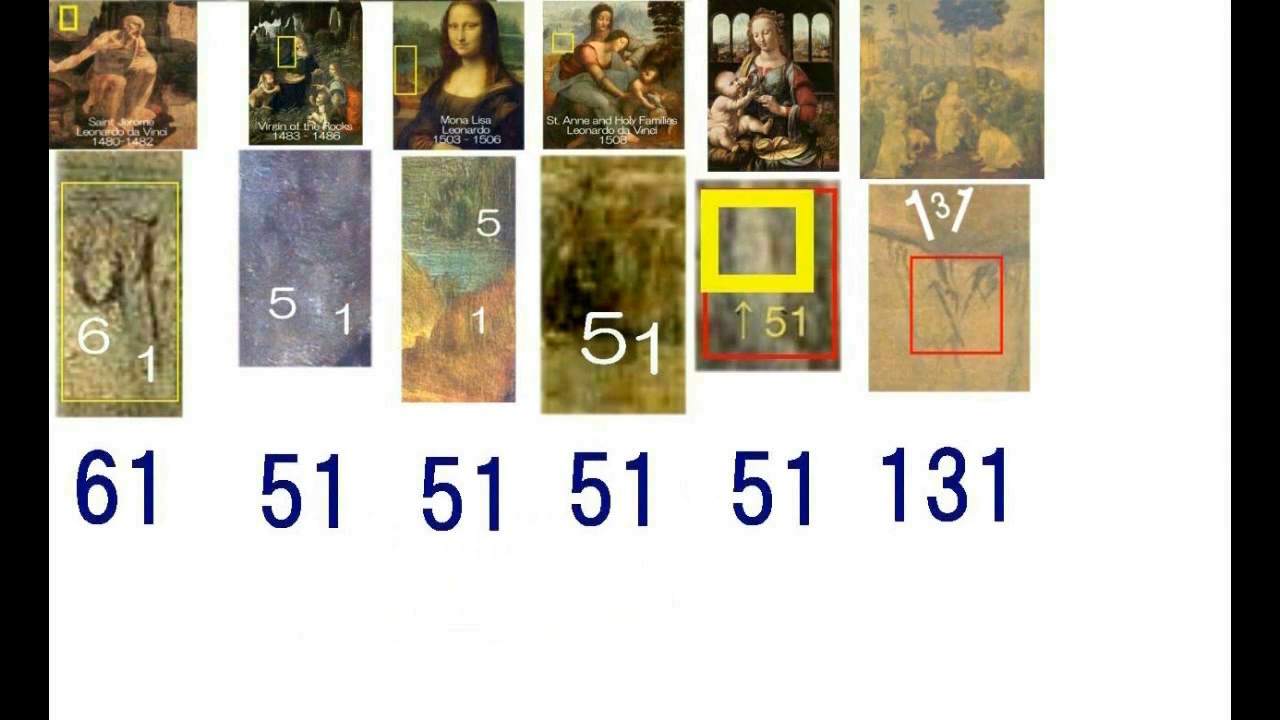 Saint Jerome
Leonardo da Vinci
1480-1482
Virgin of the Rocks
1483 - 1486
Mona Lisa
Leonardo
1503 - 1506
St. Anne and Holy Families
Leonardo da Vinci
1508
6
1
5
1
5
1
51
↑ 51
131
61
51
51
51
51
131